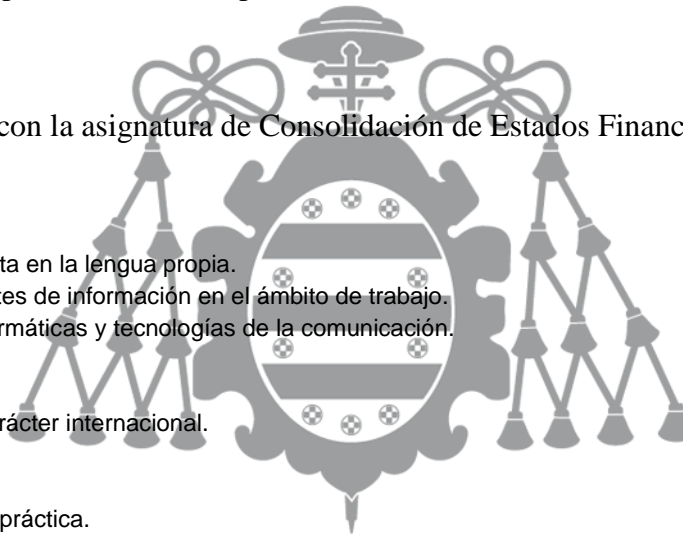 con la asignatura de Consolidación de Estados Financ
ta en la lengua propia.
tes de información en el ámbito de trabajo.
rmáticas y tecnologías de la comunicación.
rácter internacional.
práctica.